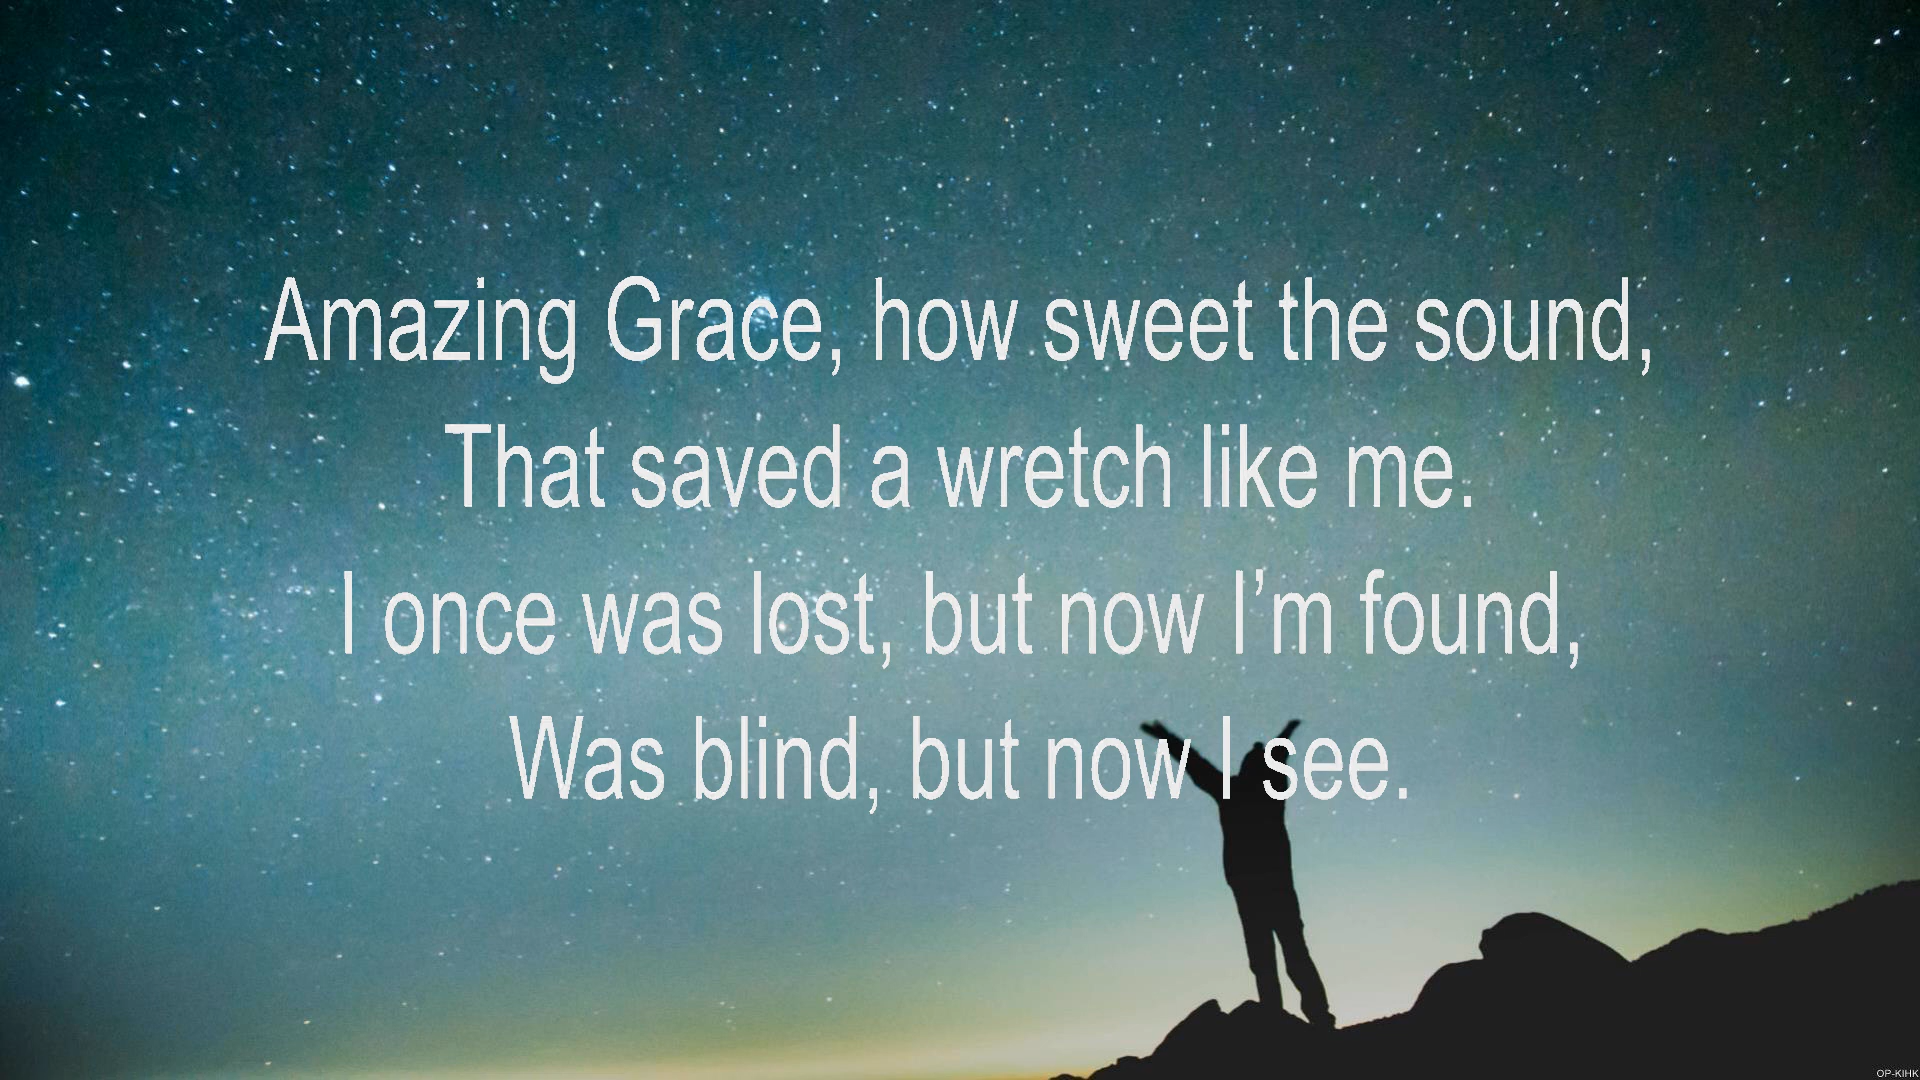 Amazing Grace, how sweet the sound,
That saved a wretch like me.
I once was lost, but now I’m found,
Was blind, but now I see.
OP-KIHK